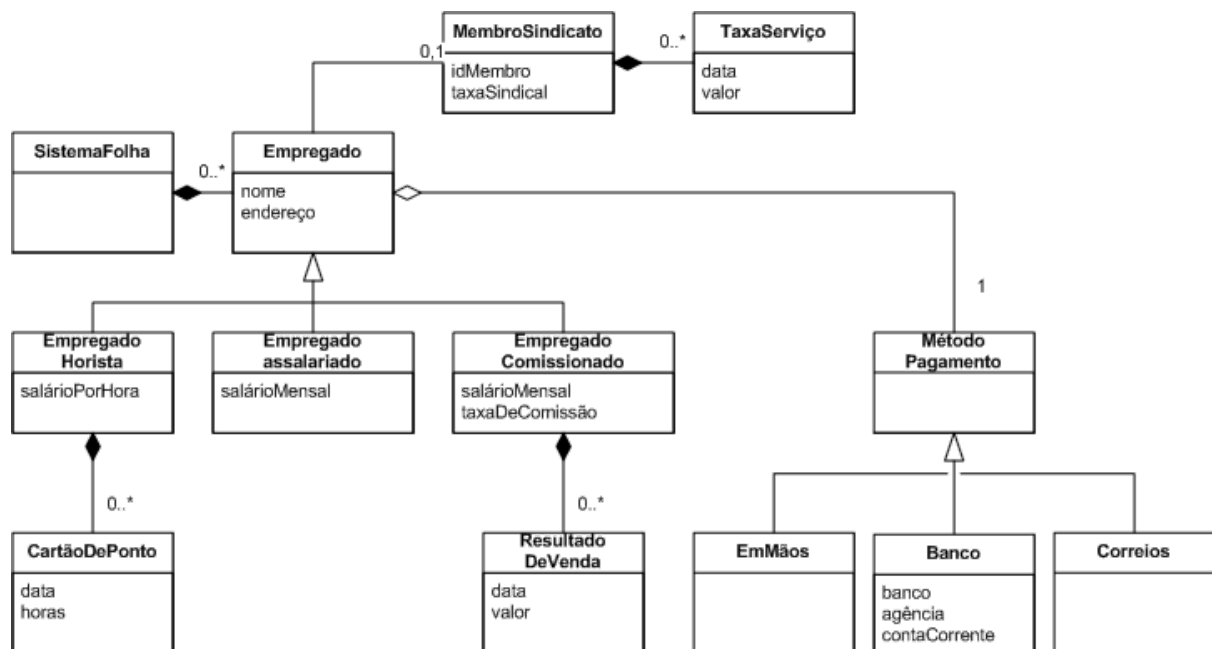 MembroSindicato
idMembro
taxaSindical
0,1
0..*
TaxaServiço
data
valor
SistemaFolha
0..*
Empregado
nome
endereço
1
Empregado
Horista
salárioPorHora
Empregado
assalariado
salárioMensal
Empregado
Comissionado
salárioMensal
taxaDeComissão
Método
Pagamento
0..*
0..*
CartãoDePonto
data
horas
Resultado
DeVenda
data
valor
EmMãos
Banco
banco
agência
contaCorrente
Correios